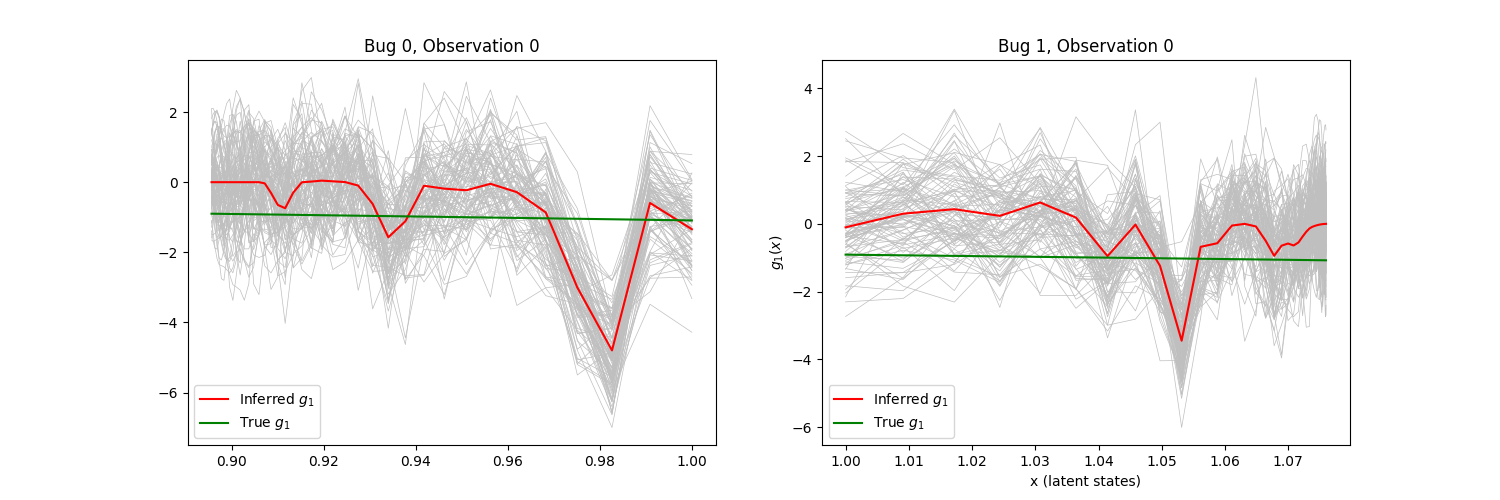 Bug 0, Observation 0
2
0
−2
−4
−6
Inferred g₁
True g₁
0.90 0.92 0.94 0.96 0.98 1.00
Bug 1, Observation 0
g₁(x)
4
2
0
−2
−4
−6
Inferred g₁
True g₁
1.00 1.01 1.02 1.03 1.04 1.05 1.06 1.07
x (latent states)